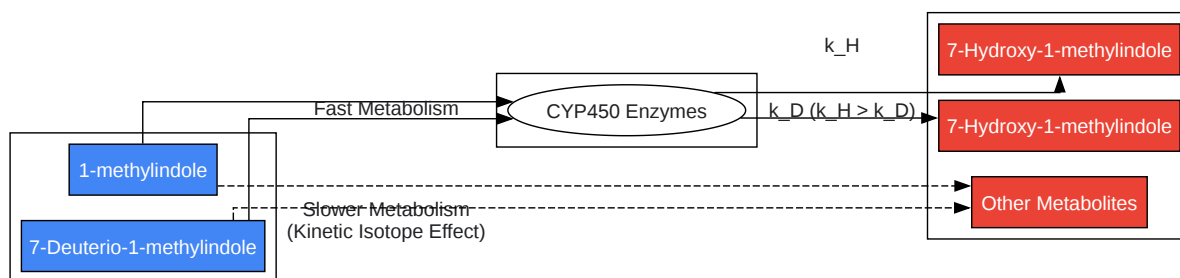 k_H
7-Hydroxy-1-methylindole
Fast Metabolism
CYP450 Enzymes
k_D (k_H > k_D)
7-Hydroxy-1-methylindole
1-methylindole
Other Metabolites
Slower Metabolism
(Kinetic Isotope Effect)
7-Deuterio-1-methylindole